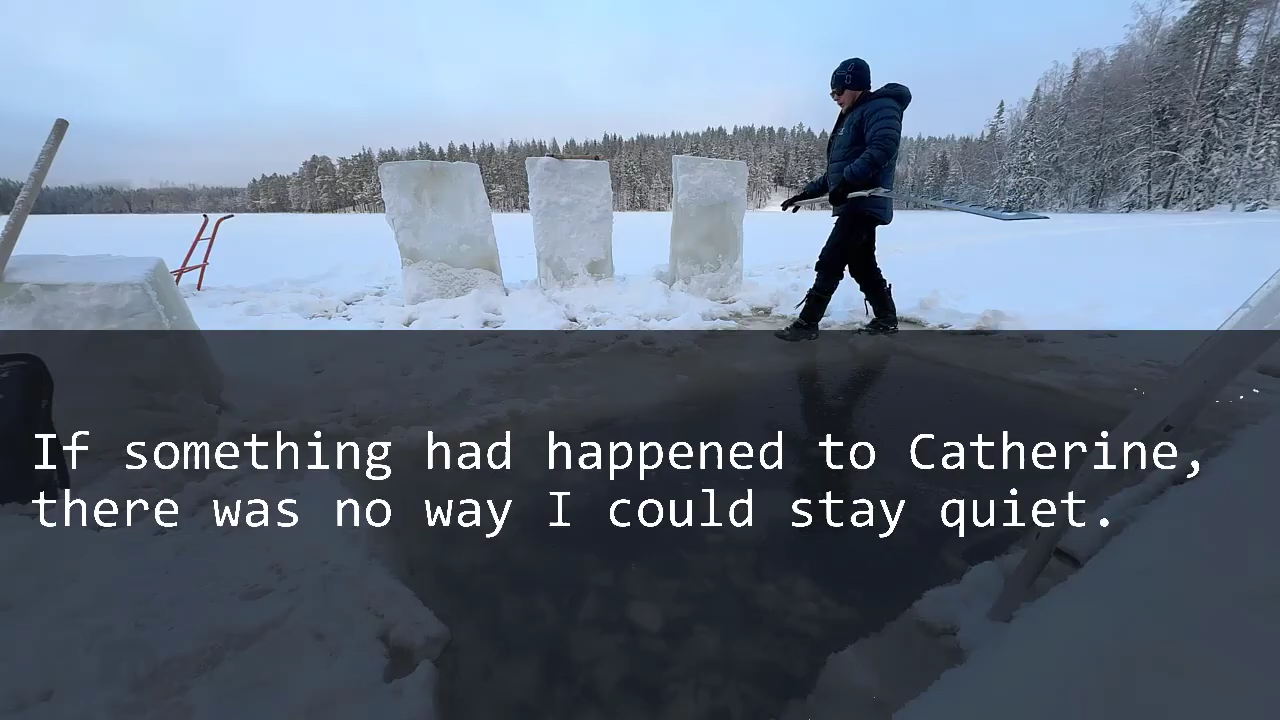 If something had happened to Catherine,
there was no way I could stay quiet.